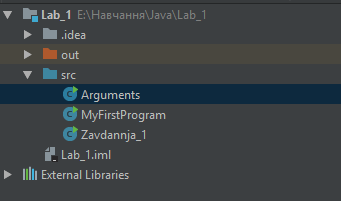 Lab_1 E:\Навчання\Java\Lab_1
.idea
out
src
Arguments
MyFirstProgram
Zavdannja_1
Lab_1.iml
External Libraries